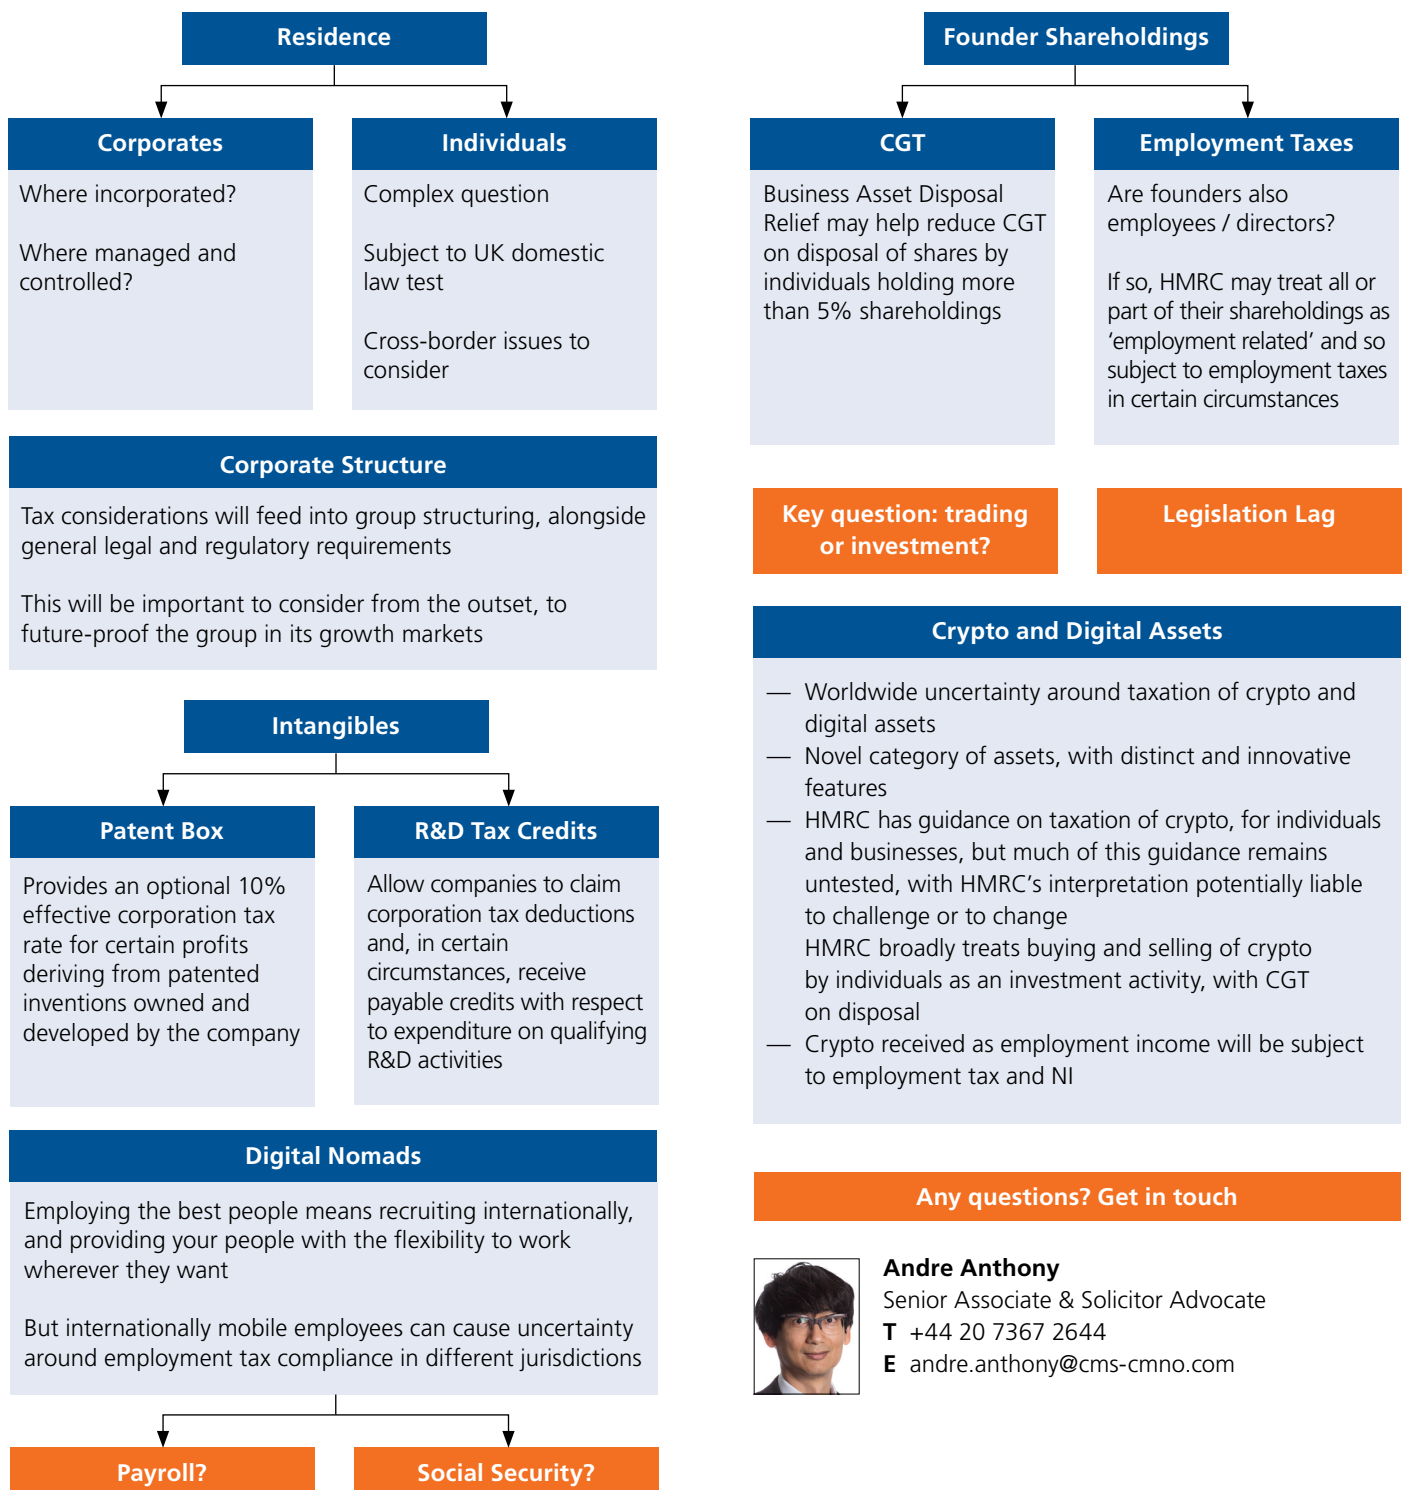 Residence
Corporates
Where incorporated?
Where managed and
controlled?
Individuals
Complex question
Subject to UK domestic
law test
Cross-border issues to
consider
Corporate Structure
Tax considerations will feed into group structuring, alongside
general legal and regulatory requirements
This will be important to consider from the outset, to
future-proof the group in its growth markets
Intangibles
Patent Box
Provides an optional 10%
effective corporation tax
rate for certain profits
deriving from patented
inventions owned and
developed by the company
R&D Tax Credits
Allow companies to claim
corporation tax deductions
and, in certain
circumstances, receive
payable credits with respect
to expenditure on qualifying
R&D activities
Digital Nomads
Employing the best people means recruiting internationally,
and providing your people with the flexibility to work
wherever they want
But internationally mobile employees can cause uncertainty
around employment tax compliance in different jurisdictions
Payroll?
Social Security?
Founder Shareholdings
CGT
Business Asset Disposal
Relief may help reduce CGT
on disposal of shares by
individuals holding more
than 5% shareholdings
Employment Taxes
Are founders also
employees / directors?
If so, HMRC may treat all or
part of their shareholdings as
‘employment related’ and so
subject to employment taxes
in certain circumstances
Key question: trading
or investment?
Legislation Lag
Crypto and Digital Assets
— Worldwide uncertainty around taxation of crypto and
digital assets
— Novel category of assets, with distinct and innovative
features
— HMRC has guidance on taxation of crypto, for individuals
and businesses, but much of this guidance remains
untested, with HMRC’s interpretation potentially liable
to challenge or to change
HMRC broadly treats buying and selling of crypto
by individuals as an investment activity, with CGT
on disposal
— Crypto received as employment income will be subject
to employment tax and NI
Any questions? Get in touch
Andre Anthony
Senior Associate & Solicitor Advocate
T +44 20 7367 2644
E andre.anthony@cms-cmno.com